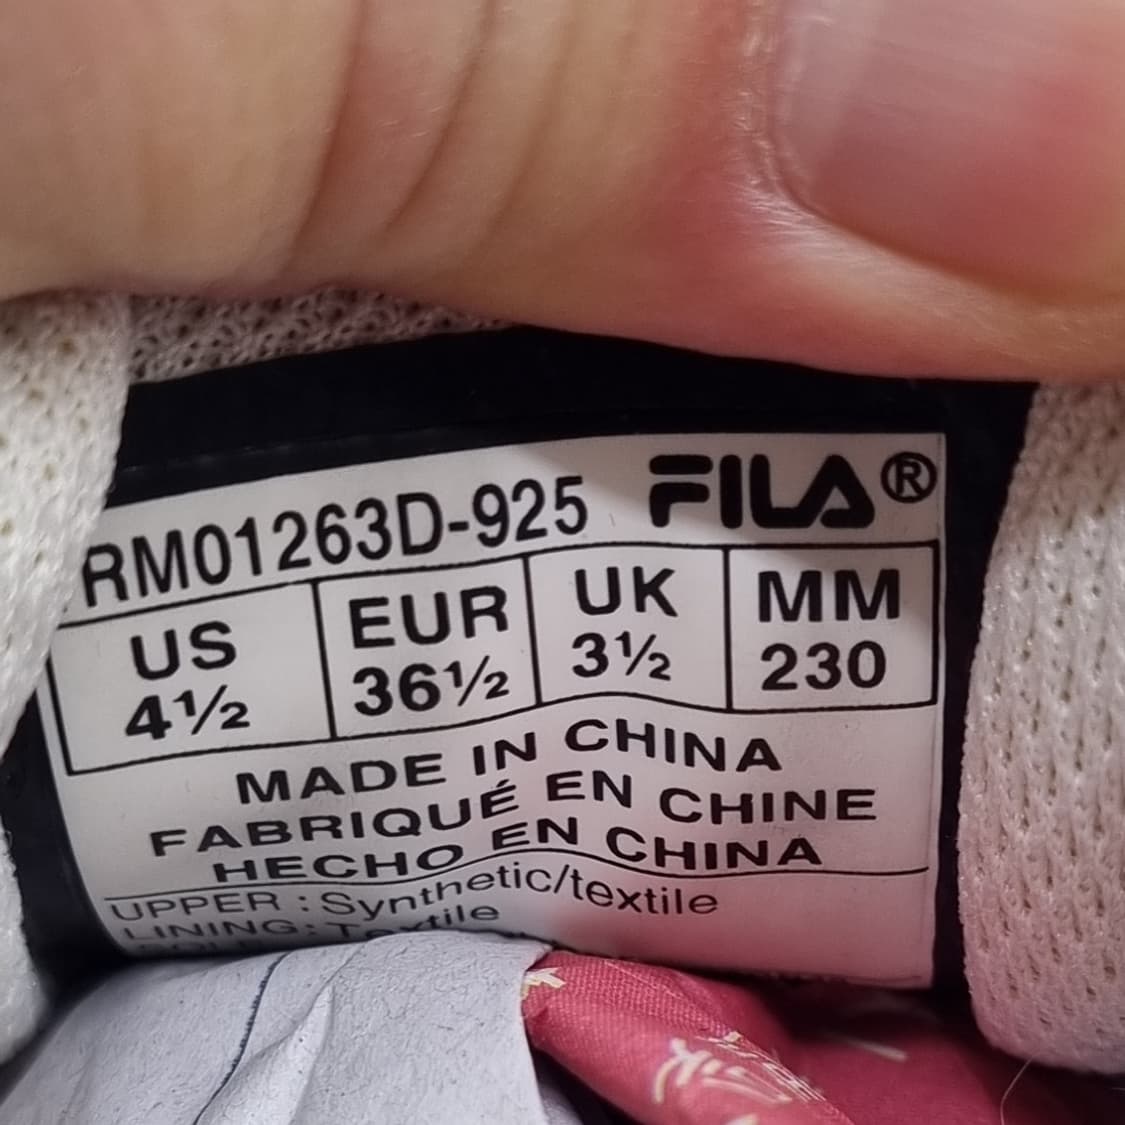 RM01263D-925 FILA®
US EUR UK MM
4½ 36½ 3½ 230
MADE IN CHINA
FABRIQUÉ EN CHINE
HECHO EN CHINA
UPPER : Synthetic/textile
LINING: Textile